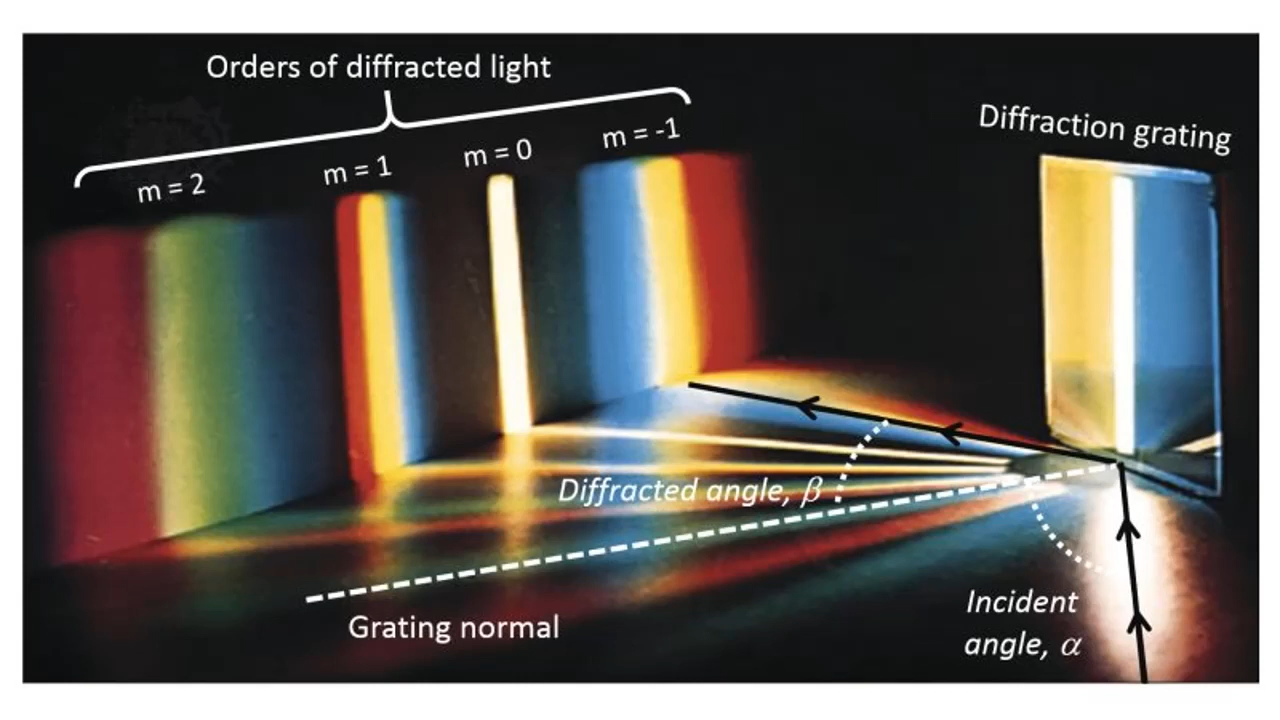 Orders of diffracted light
m = 2
m = 1
m = 0
m = -1
Diffraction grating
Diffracted angle, β
Grating normal
Incident
angle, α